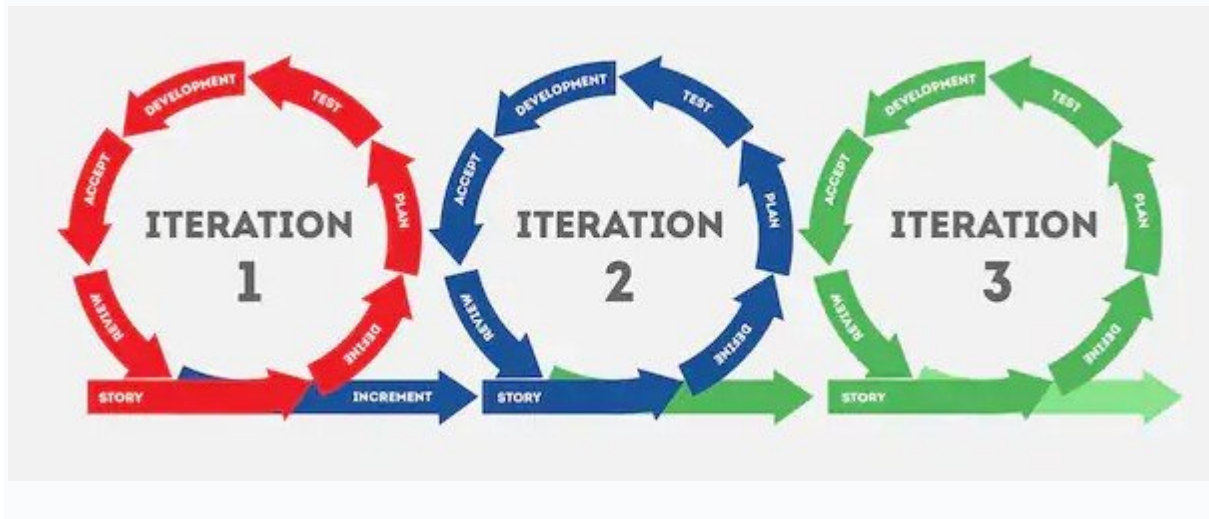 DEVELOPMENT
TEST
ACCEPT
PLAN
ITERATION
1
REVIEW
DEFINE
STORY
INCREMENT
DEVELOPMENT
TEST
ACCEPT
PLAN
ITERATION
2
REVIEW
DEFINE
STORY
DEVELOPMENT
TEST
ACCEPT
PLAN
ITERATION
3
REVIEW
DEFINE
STORY